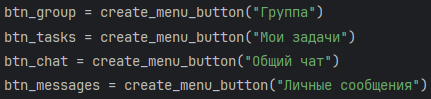 btn_group = create_menu_button("Группа")
btn_tasks = create_menu_button("Мои задачи")
btn_chat = create_menu_button("Общий чат")
btn_messages = create_menu_button("Личные сообщения")